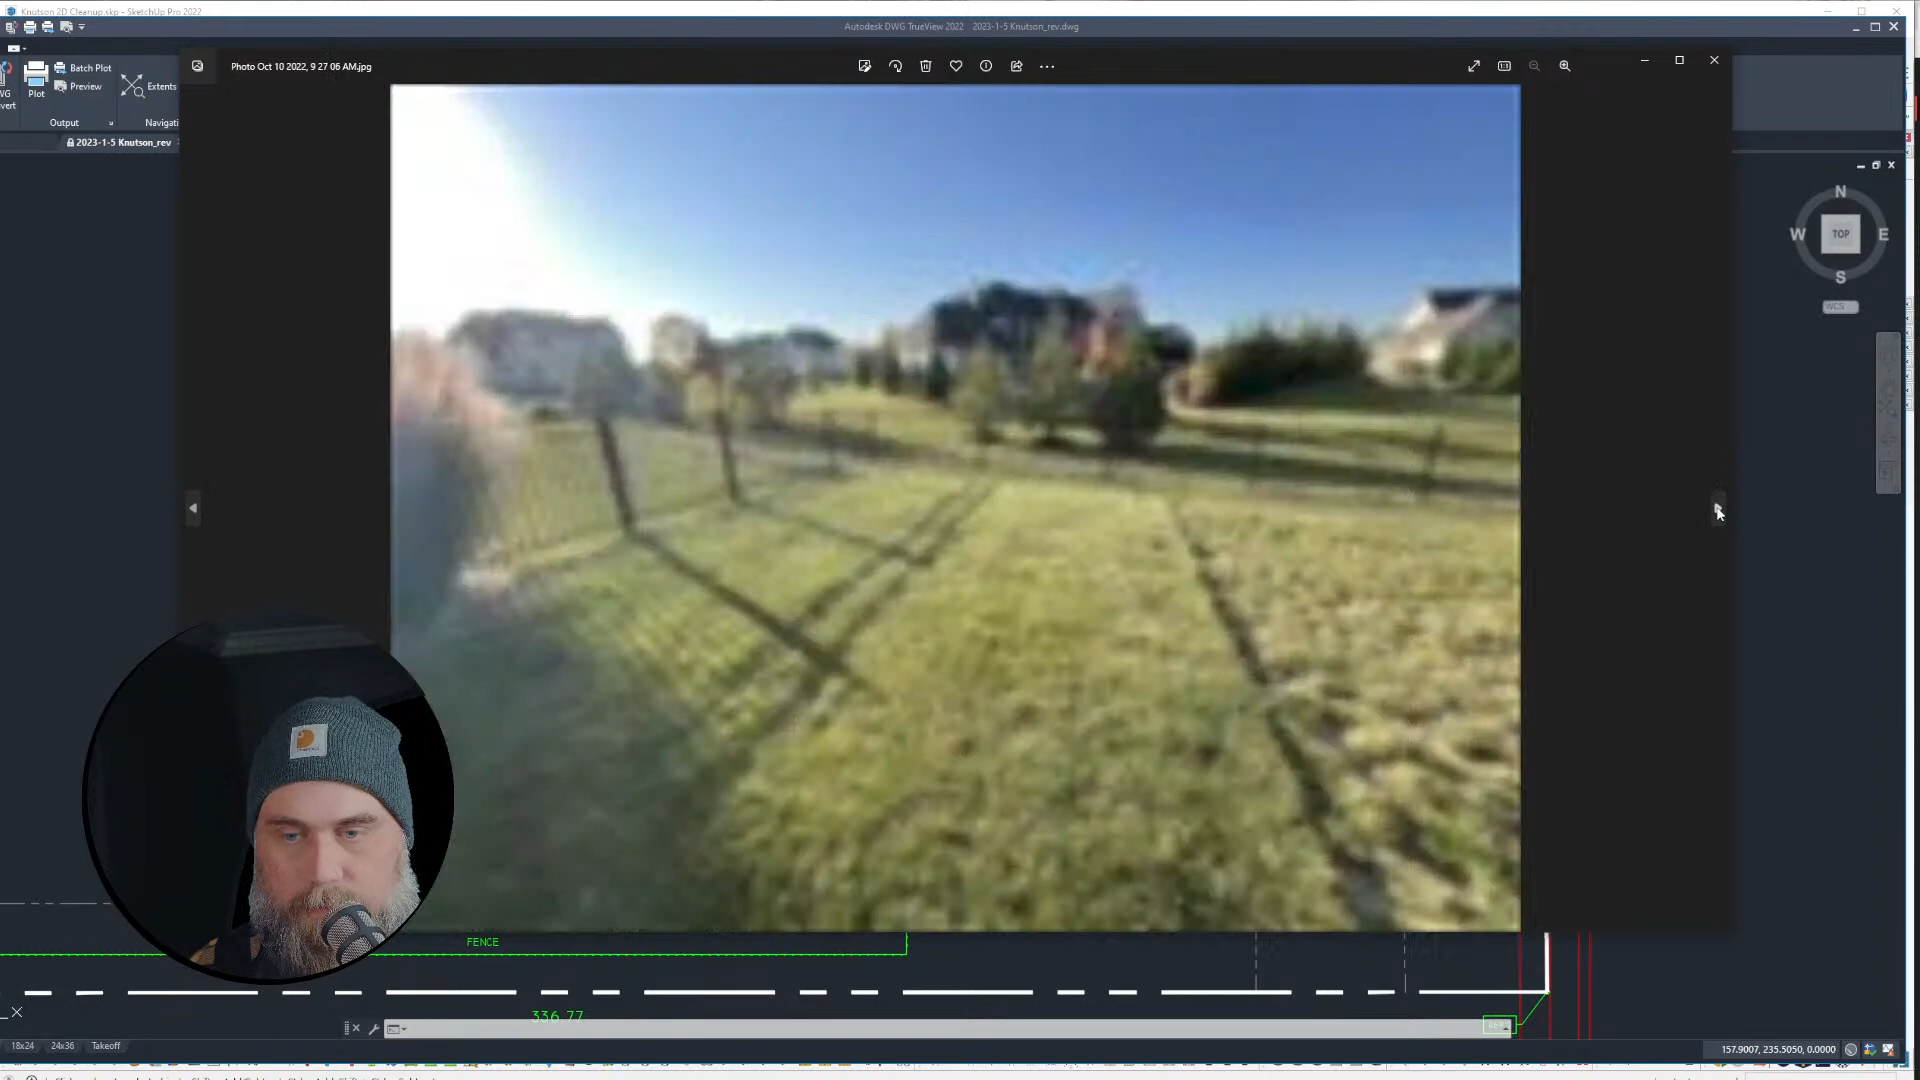 Knutson 2D Cleanup.skp - SketchUp Pro 2022
Autodesk DWG TrueView 2022 2023-1-5 Knutson_rev.dwg
Photo Oct 10 2022, 9 27 06 AM.jpg
Batch Plot
Preview
Plot
Extents
Output
Navigati
2023-1-5 Knutson_rev
N
W
TOP
E
S
WCS
FENCE
336.77
18x24
24x36
Takeoff
157.9007, 235.5050, 0.0000